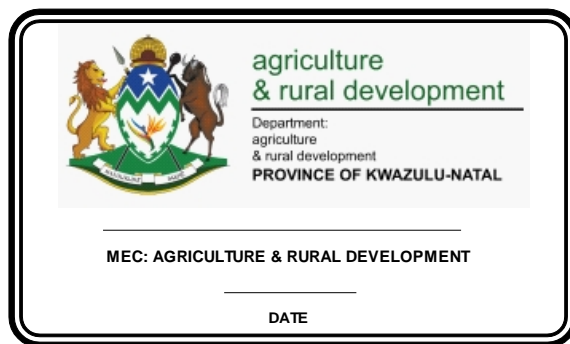 agriculture
& rural development
Department:
agriculture
& rural development
PROVINCE OF KWAZULU-NATAL
MEC: AGRICULTURE & RURAL DEVELOPMENT
DATE